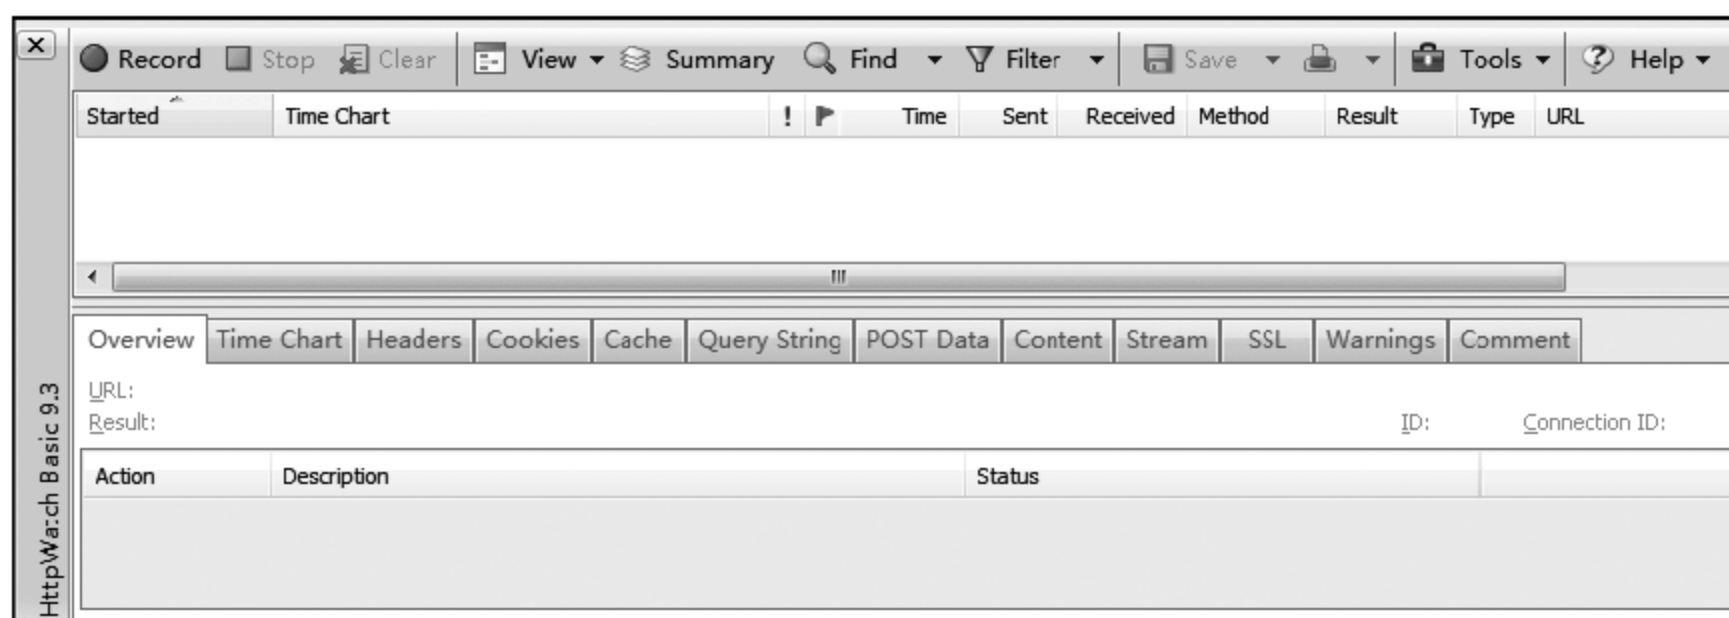 Record Stop Clear View Summary Find Filter Save Tools Help
Started Time Chart ! Time Sent Received Method Result Type URL
Overview Time Chart Headers Cookies Cache Query String POST Data Content Stream SSL Warnings Comment
URL:
Result: ID: Connection ID:
Action Description Status
HttpWatch Basic 9.3